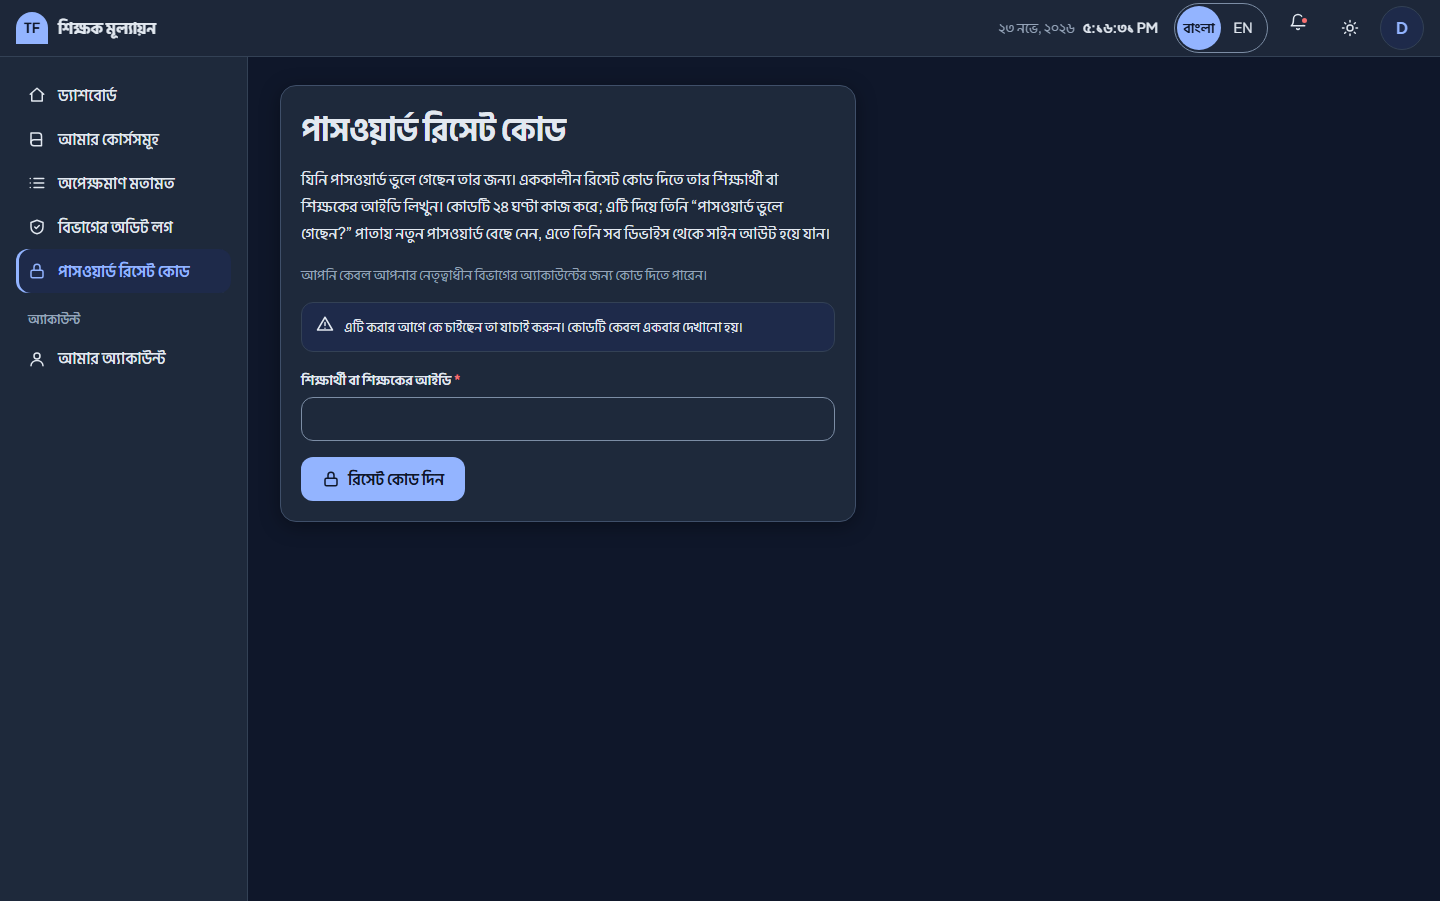 TF শিক্ষক মূল্যায়ন
২৩ নভে, ২০২৬ ৫:১৬:৩১ PM
বাংলা EN
D
ড্যাশবোর্ড
আমার কোর্সসমূহ
অপেক্ষমাণ মতামত
বিভাগের অডিট লগ
পাসওয়ার্ড রিসেট কোড
অ্যাকাউন্ট
আমার অ্যাকাউন্ট
পাসওয়ার্ড রিসেট কোড
যিনি পাসওয়ার্ড ভুলে গেছেন তার জন্য। এককালীন রিসেট কোড দিতে তার শিক্ষার্থী বা
শিক্ষকের আইডি লিখুন। কোডটি ২৪ ঘণ্টা কাজ করে; এটি দিয়ে তিনি “পাসওয়ার্ড ভুলে
গেছেন?” পাতায় নতুন পাসওয়ার্ড বেছে নেন, এতে তিনি সব ডিভাইস থেকে সাইন আউট হয়ে যান।
আপনি কেবল আপনার নেতৃত্বাধীন বিভাগের অ্যাকাউন্টের জন্য কোড দিতে পারেন।
এটি করার আগে কে চাইছেন তা যাচাই করুন। কোডটি কেবল একবার দেখানো হয়।
শিক্ষার্থী বা শিক্ষকের আইডি *
রিসেট কোড দিন